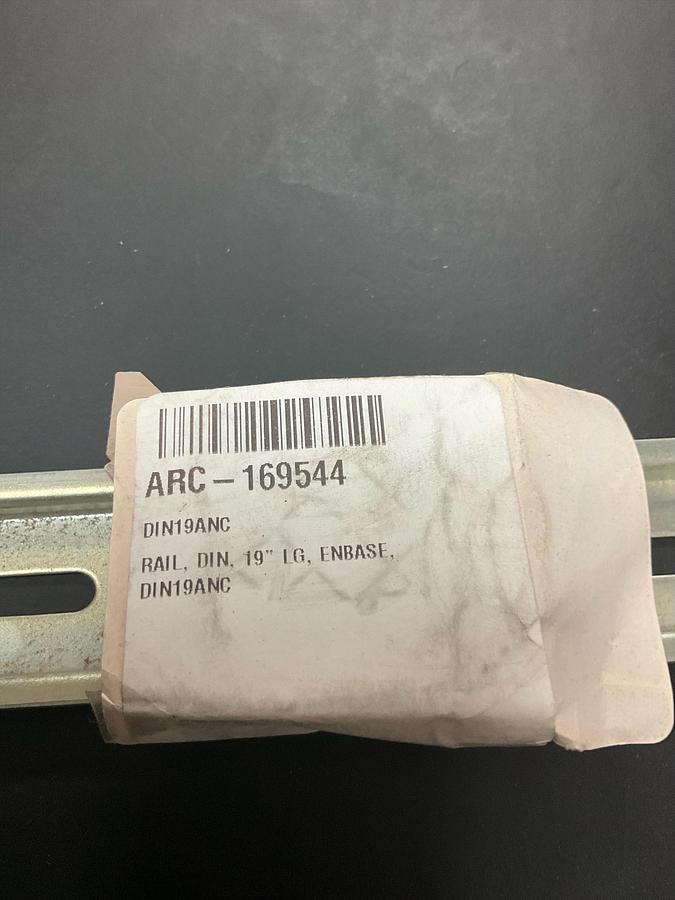 ARC-169544
DIN19ANC
RAIL, DIN, 19" LG, ENBASE,
DIN19ANC